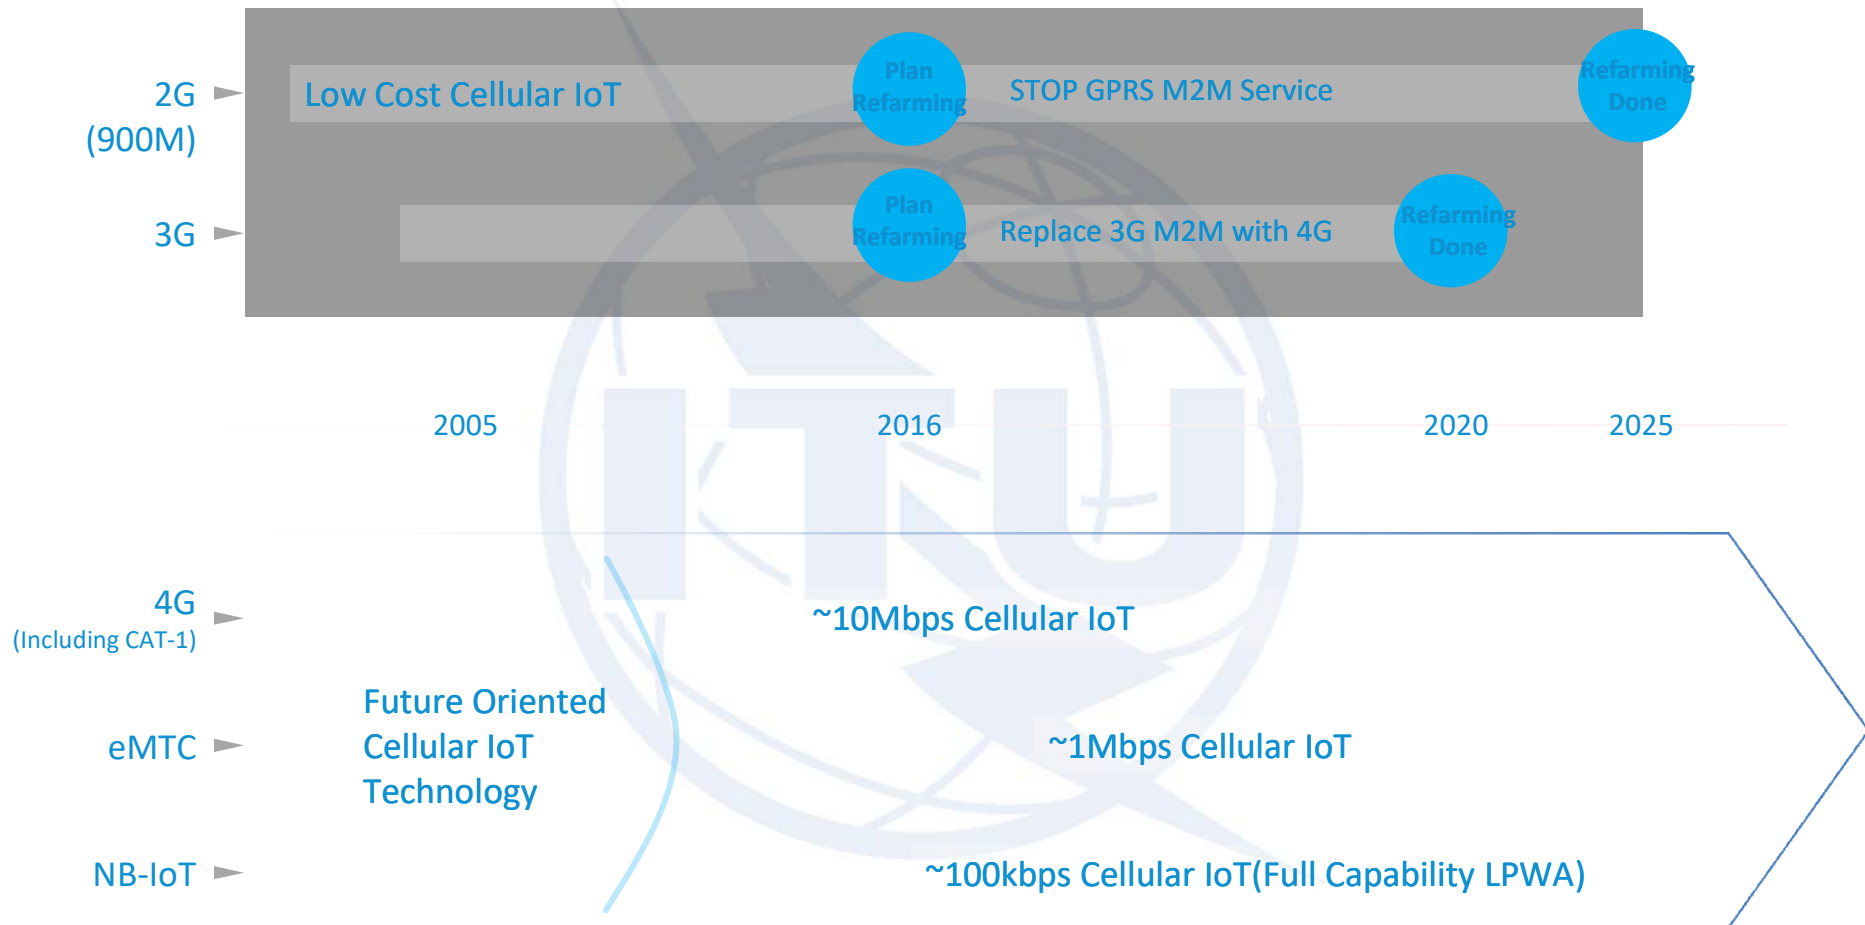 2G
(900M)
Low Cost Cellular IoT
Plan
Refarming
STOP GPRS M2M Service
Refarming
Done
3G
Plan
Refarming
Replace 3G M2M with 4G
Refarming
Done
2005
2016
2020
2025
ITU
4G
(Including CAT-1)
~10Mbps Cellular IoT
Future Oriented
Cellular IoT
Technology
eMTC
~1Mbps Cellular IoT
NB-IoT
~100kbps Cellular IoT(Full Capability LPWA)